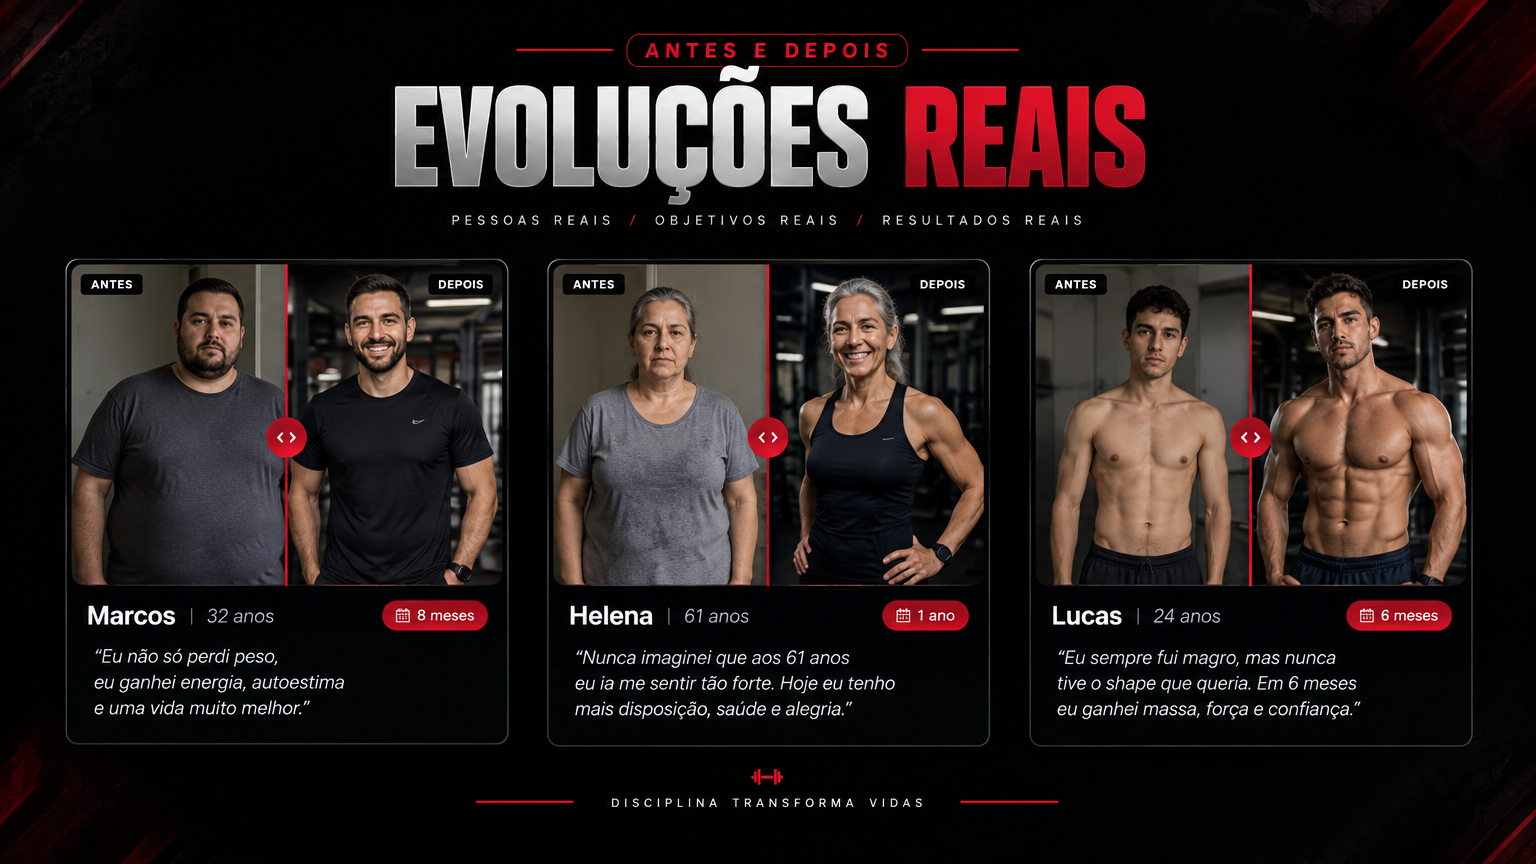 ANTES E DEPOIS
EVOLUÇÕES REAIS
PESSOAS REAIS / OBJETIVOS REAIS / RESULTADOS REAIS
ANTES
DEPOIS
Marcos | 32 anos
8 meses
“Eu não só perdi peso,
eu ganhei energia, autoestima
e uma vida muito melhor.”
ANTES
DEPOIS
Helena | 61 anos
1 ano
“Nunca imaginei que aos 61 anos
eu ia me sentir tão forte. Hoje eu tenho
mais disposição, saúde e alegria.”
ANTES
DEPOIS
Lucas | 24 anos
6 meses
“Eu sempre fui magro, mas nunca
tive o shape que queria. Em 6 meses
eu ganhei massa, força e confiança.”
DISCIPLINA TRANSFORMA VIDAS